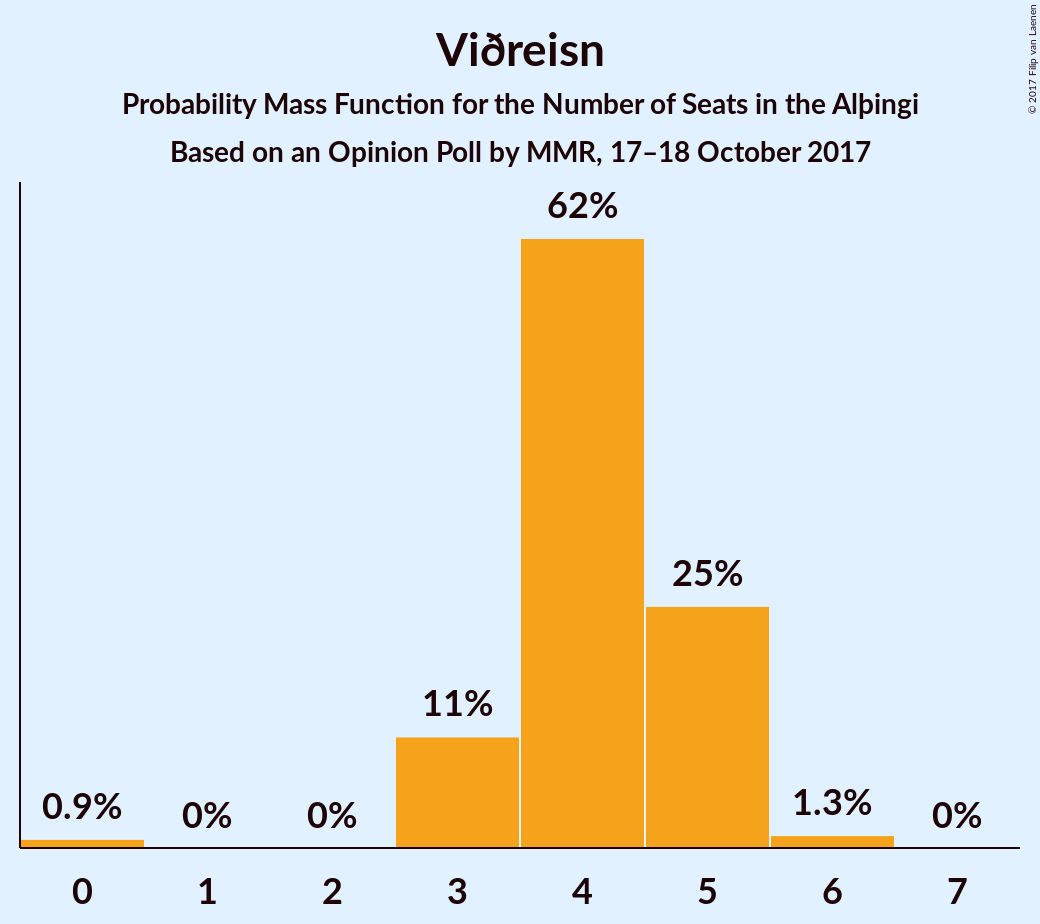 Viðreisn
Probability Mass Function for the Number of Seats in the Alþingi
Based on an Opinion Poll by MMR, 17–18 October 2017
© 2017 Filip van Laenen
62%
25%
11%
1.3%
0.9%
0%
0%
0%
0 1 2 3 4 5 6 7